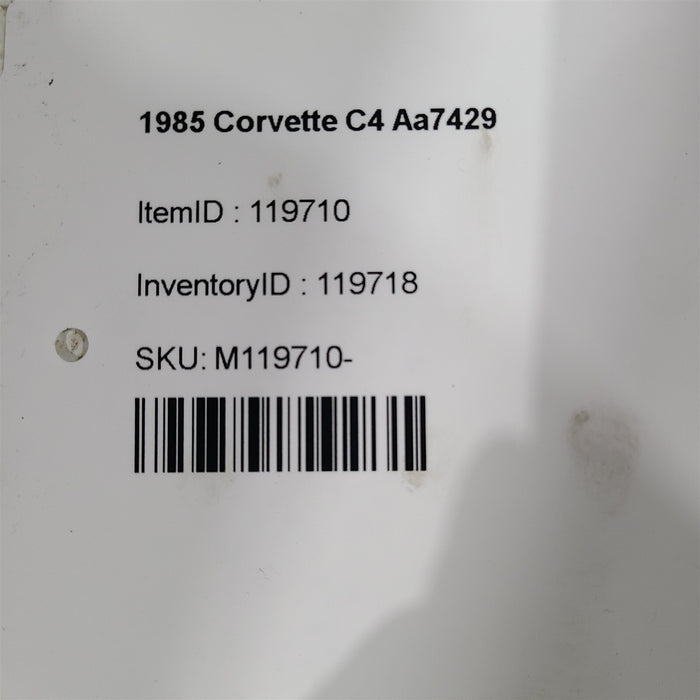 1985 Corvette C4 Aa7429
ItemID : 119710
InventoryID : 119718
SKU: M119710-